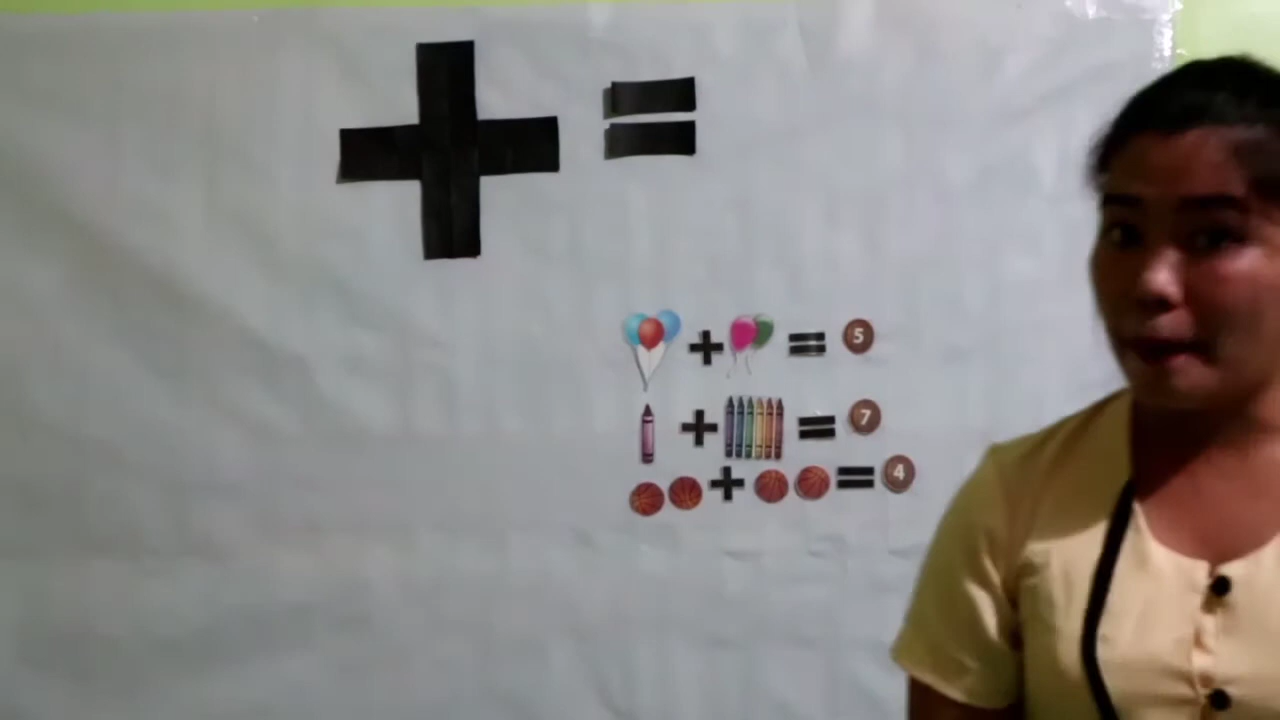 + =
+ = 5
+ = 7
+ = 4